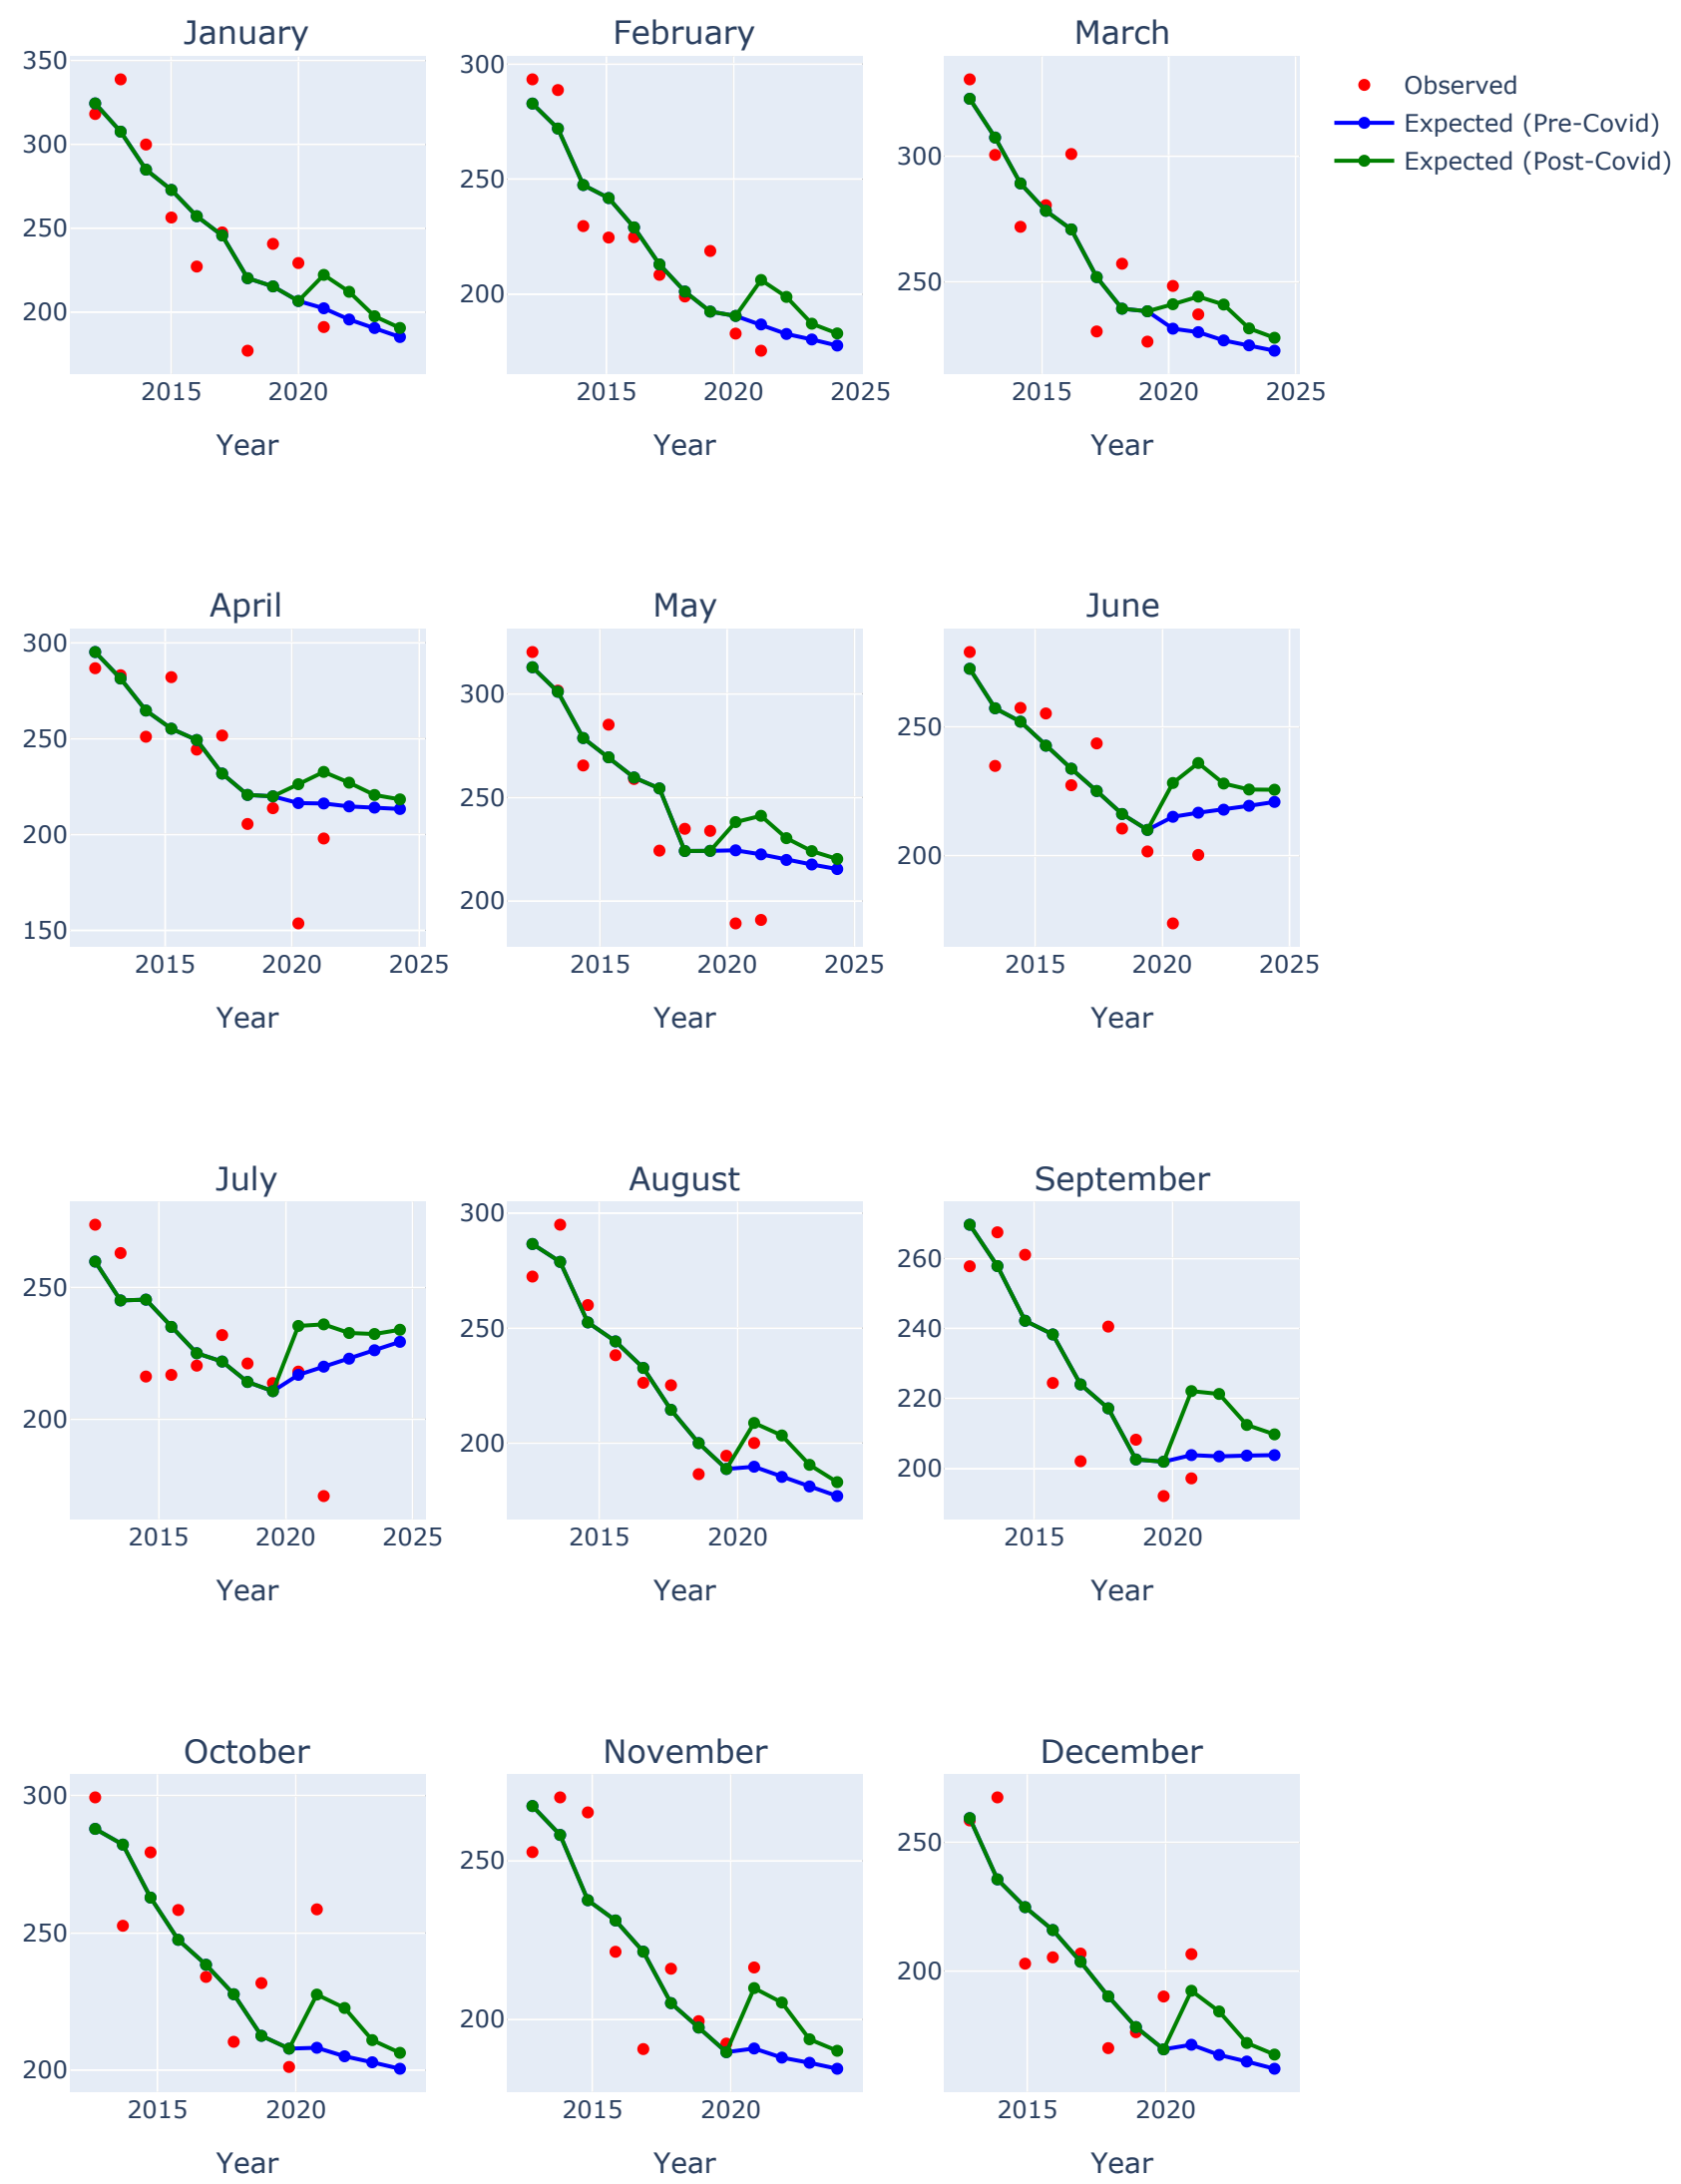 January February March
350
300
250
200
2015 2020
Year
300
250
200
2015 2020 2025
Year
300
250
2015 2020 2025
Year
Observed
Expected (Pre-Covid)
Expected (Post-Covid)
April May June
300
250
200
150
2015 2020 2025
Year
300
250
200
2015 2020 2025
Year
250
200
2015 2020 2025
Year
July August September
250
200
2015 2020 2025
Year
300
250
200
2015 2020
Year
260
240
220
200
2015 2020
Year
October November December
300
250
200
2015 2020
Year
250
200
2015 2020
Year
250
200
2015 2020
Year